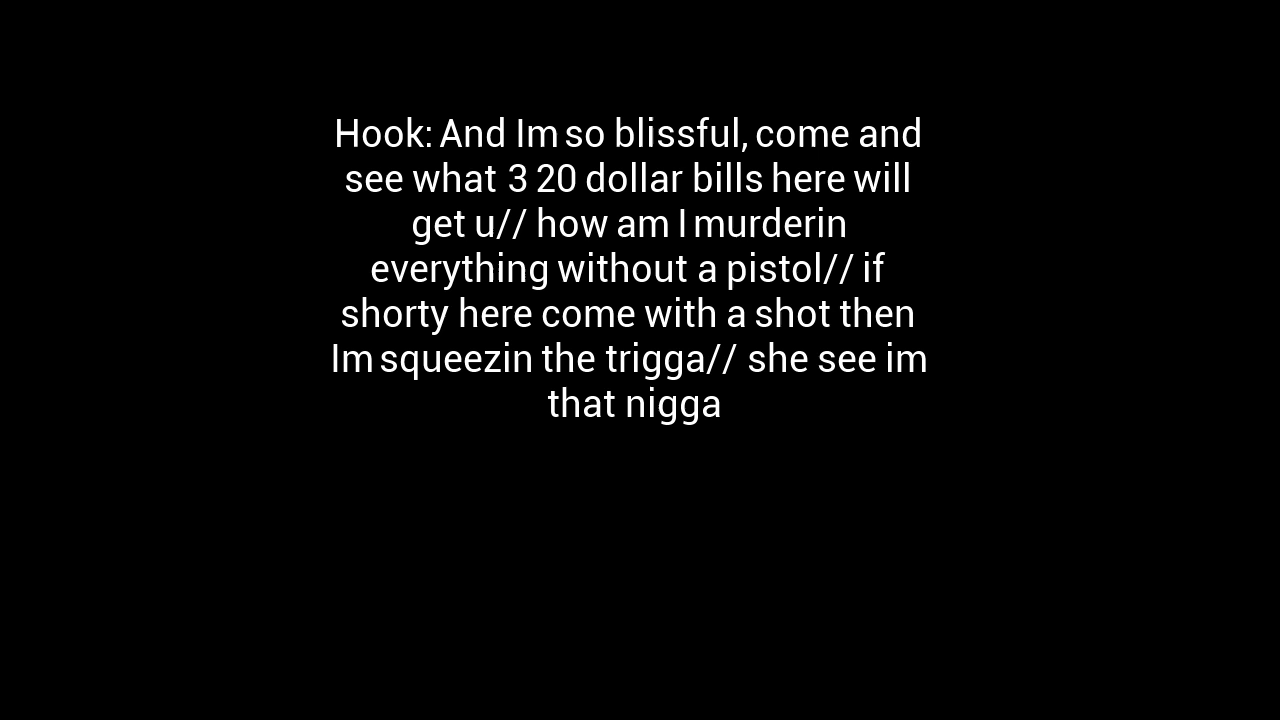 Hook: And Im so blissful, come and
see what 3 20 dollar bills here will
get u// how am I murderin
everything without a pistol// if
shorty here come with a shot then
Im squeezin the trigga// she see im
that nigga